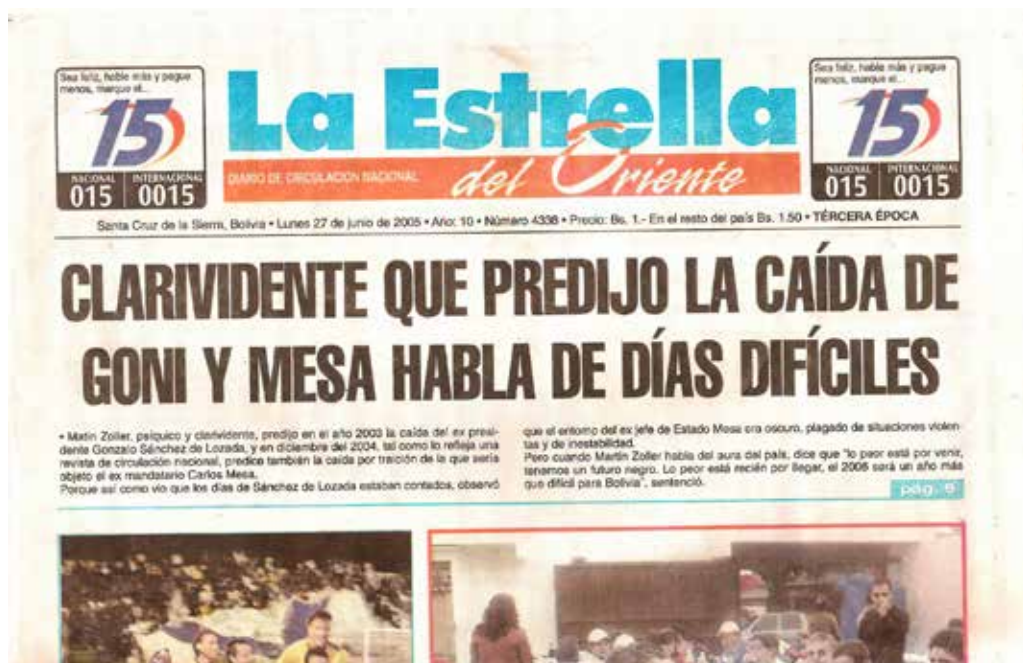 Sea feliz, hable más y pague
menos, marque el...
15
NACIONAL
015
INTERNACIONAL
0015
La Estrella
del Oriente
DIARIO DE CIRCULACION NACIONAL
Sea feliz, hable más y pague
menos, marque el...
15
NACIONAL
015
INTERNACIONAL
0015
Santa Cruz de la Sierra, Bolivia • Lunes 27 de junio de 2005 • Año: 10 • Número 4338 • Precio: Bs. 1.- En el resto del país Bs. 1.50 • TÉRCERA ÉPOCA
CLARIVIDENTE QUE PREDIJO LA CAÍDA DE
GONI Y MESA HABLA DE DÍAS DIFÍCILES
• Matin Zoller, psíquico y clarividente, predijo en el año 2003 la caída del ex presi-
dente Gonzalo Sánchez de Lozada, y en diciembre del 2004, tal como lo refleja una
revista de circulación nacional, predice también la caída por traición de la que sería
objeto el ex mandatario Carlos Mesa.
Porque así como vio que los días de Sánchez de Lozada estaban contados, observó
que el entorno del ex jefe de Estado Mesa era oscuro, plagado de situaciones violen-
tas y de inestabilidad.
Pero cuando Martín Zoller habla del aura del país, dice que "lo peor está por venir,
tenemos un futuro negro. Lo peor está recién por llegar, el 2006 será un año más
que difícil para Bolivia", sentenció.